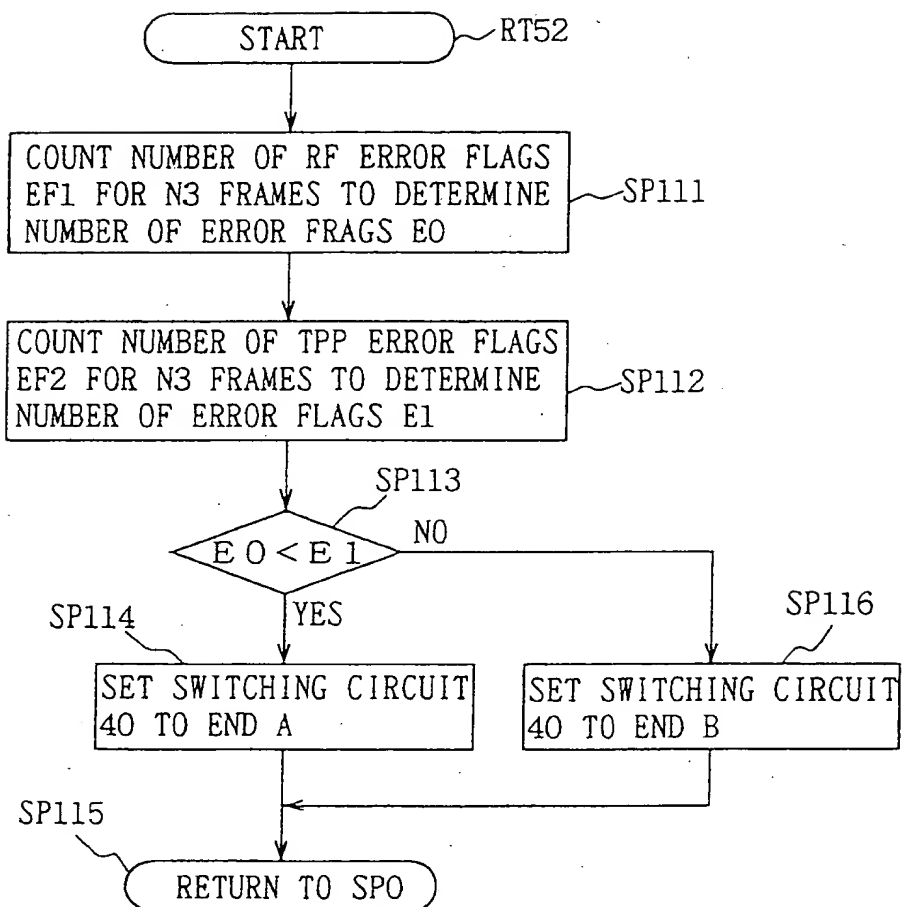 START
RT52
COUNT NUMBER OF RF ERROR FLAGS
EF1 FOR N3 FRAMES TO DETERMINE
NUMBER OF ERROR FRAGS E0
SP111
COUNT NUMBER OF TPP ERROR FLAGS
EF2 FOR N3 FRAMES TO DETERMINE
NUMBER OF ERROR FLAGS E1
SP112
SP113
E0<E1
NO
YES
SP114
SET SWITCHING CIRCUIT
40 TO END A
SP116
SET SWITCHING CIRCUIT
40 TO END B
SP115
RETURN TO SP0